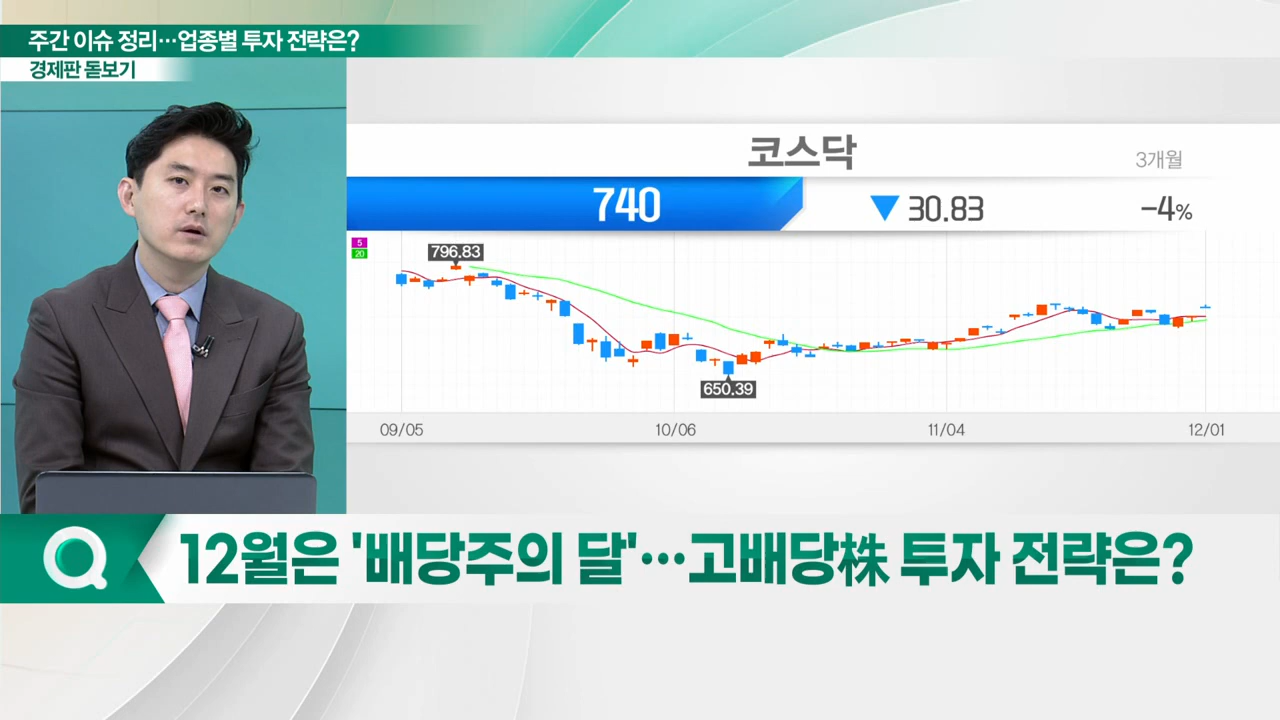 주간 이슈 정리…업종별 투자 전략은?
경제판 돋보기
코스닥
3개월
740
▼ 30.83
-4%
5
20
796.83
650.39
09/05
10/06
11/04
12/01
Q
12월은 '배당주의 달'…고배당株 투자 전략은?